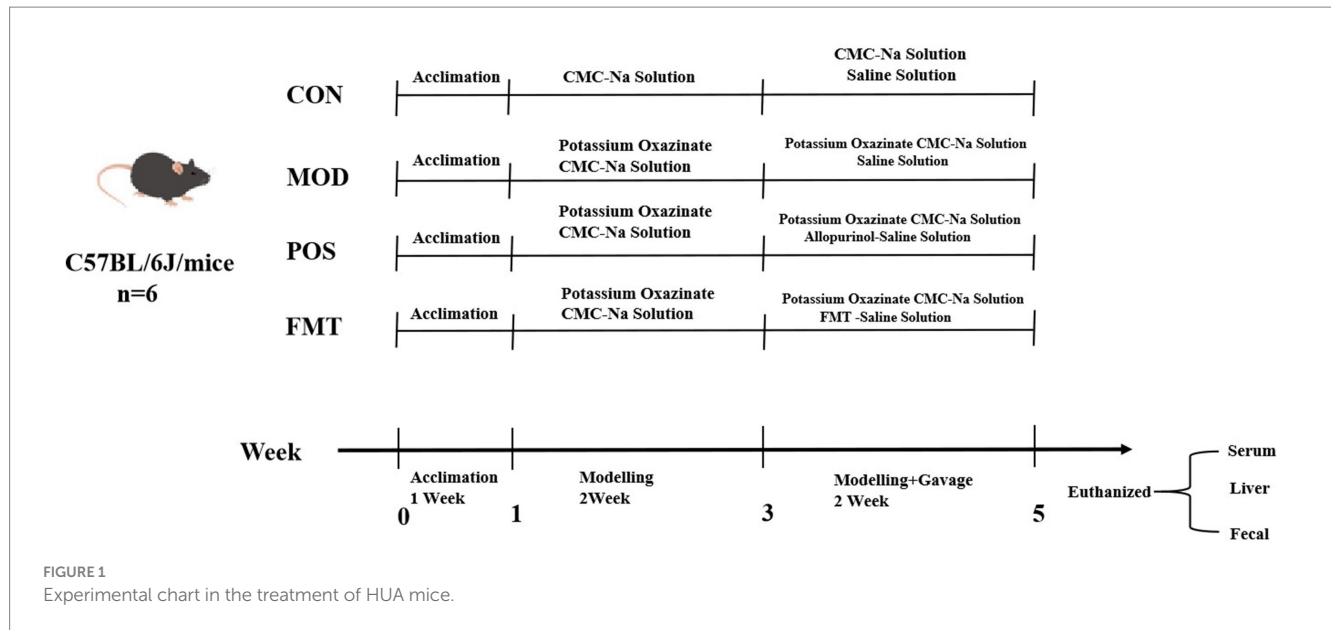 CMC-Na Solution
Saline Solution
Acclimation
CMC-Na Solution
CON
Potassium Oxazinate
CMC-Na Solution
Potassium Oxazinate CMC-Na Solution
Saline Solution
Acclimation
MOD
Potassium Oxazinate
CMC-Na Solution
Potassium Oxazinate CMC-Na Solution
Allopurinol-Saline Solution
Acclimation
POS
C57BL/6J/mice
n=6
Potassium Oxazinate
CMC-Na Solution
Potassium Oxazinate CMC-Na Solution
FMT -Saline Solution
Acclimation
FMT
Week
Acclimation
1 Week
Modelling
2Week
Modelling+Gavage
2 Week
0
1
3
5
Euthanized
Serum
Liver
Fecal
FIGURE 1
Experimental chart in the treatment of HUA mice.